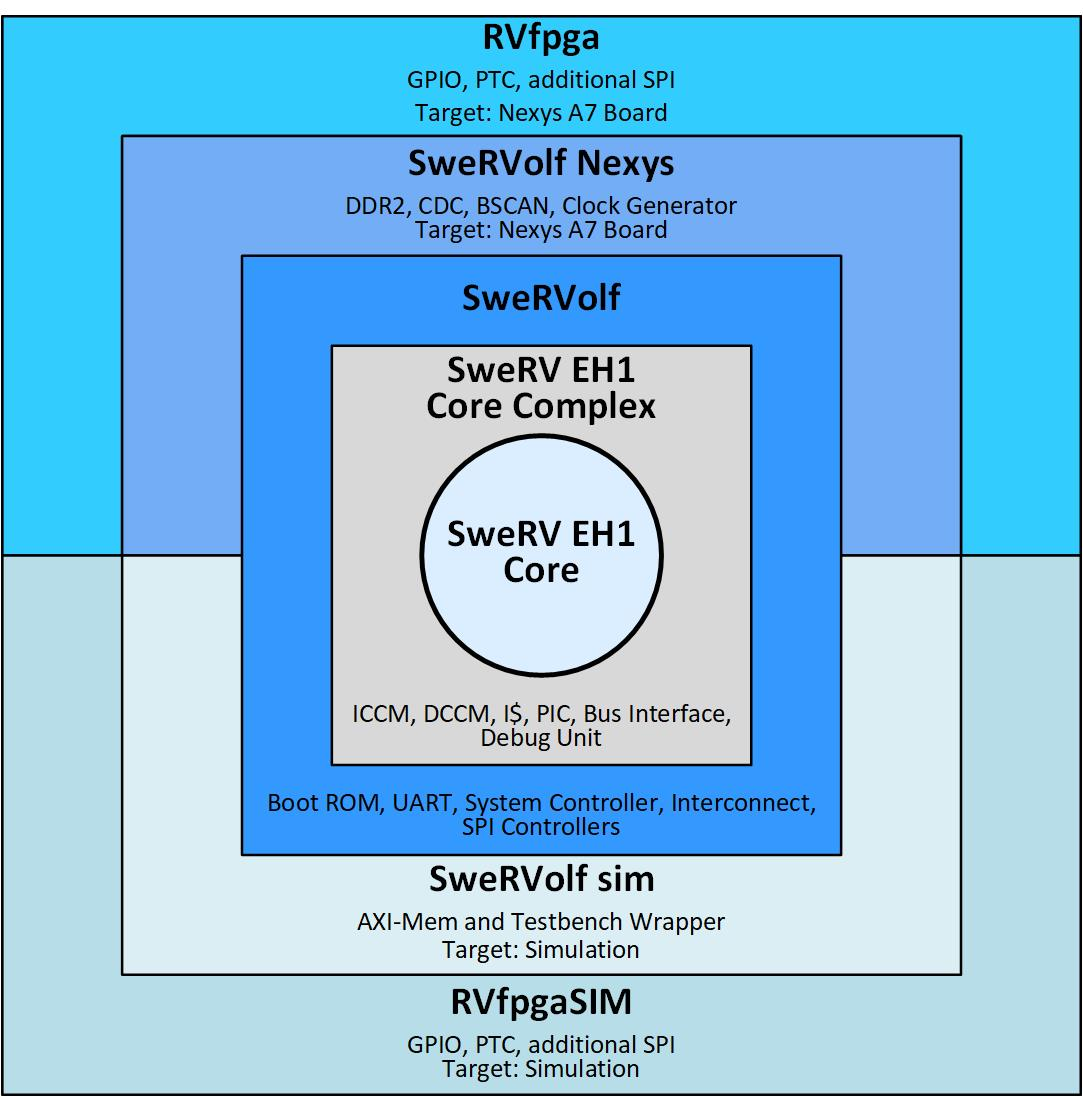 RVfpga
GPIO, PTC, additional SPI
Target: Nexys A7 Board
SweRVolf Nexys
DDR2, CDC, BSCAN, Clock Generator
Target: Nexys A7 Board
SweRVolf
SweRV EH1
Core Complex
SweRV EH1
Core
ICCM, DCCM, I$, PIC, Bus Interface,
Debug Unit
Boot ROM, UART, System Controller, Interconnect,
SPI Controllers
SweRVolf sim
AXI-Mem and Testbench Wrapper
Target: Simulation
RVfpgaSIM
GPIO, PTC, additional SPI
Target: Simulation